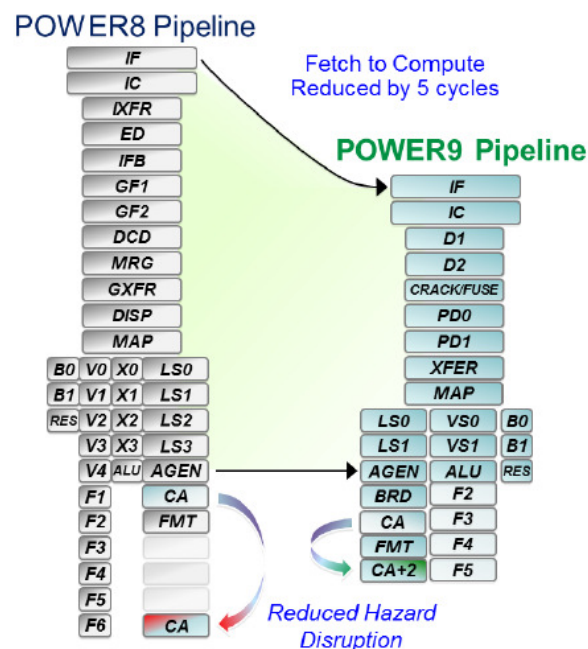 POWER8 Pipeline
IF
IC
IXFR
ED
IFB
GF1
GF2
DCD
MRG
GXFR
DISP
MAP
B0 V0 X0 LS0
B1 V1 X1 LS1
RES V2 X2 LS2
V3 X3 LS3
V4 ALU AGEN
F1 CA
F2 FMT
F3
F4
F5
F6 CA
Fetch to Compute
Reduced by 5 cycles
POWER9 Pipeline
IF
IC
D1
D2
CRACK/FUSE
PD0
PD1
XFER
MAP
LS0 VS0 B0
LS1 VS1 B1
AGEN ALU RES
BRD F2
CA F3
FMT F4
CA+2 F5
Reduced Hazard
Disruption